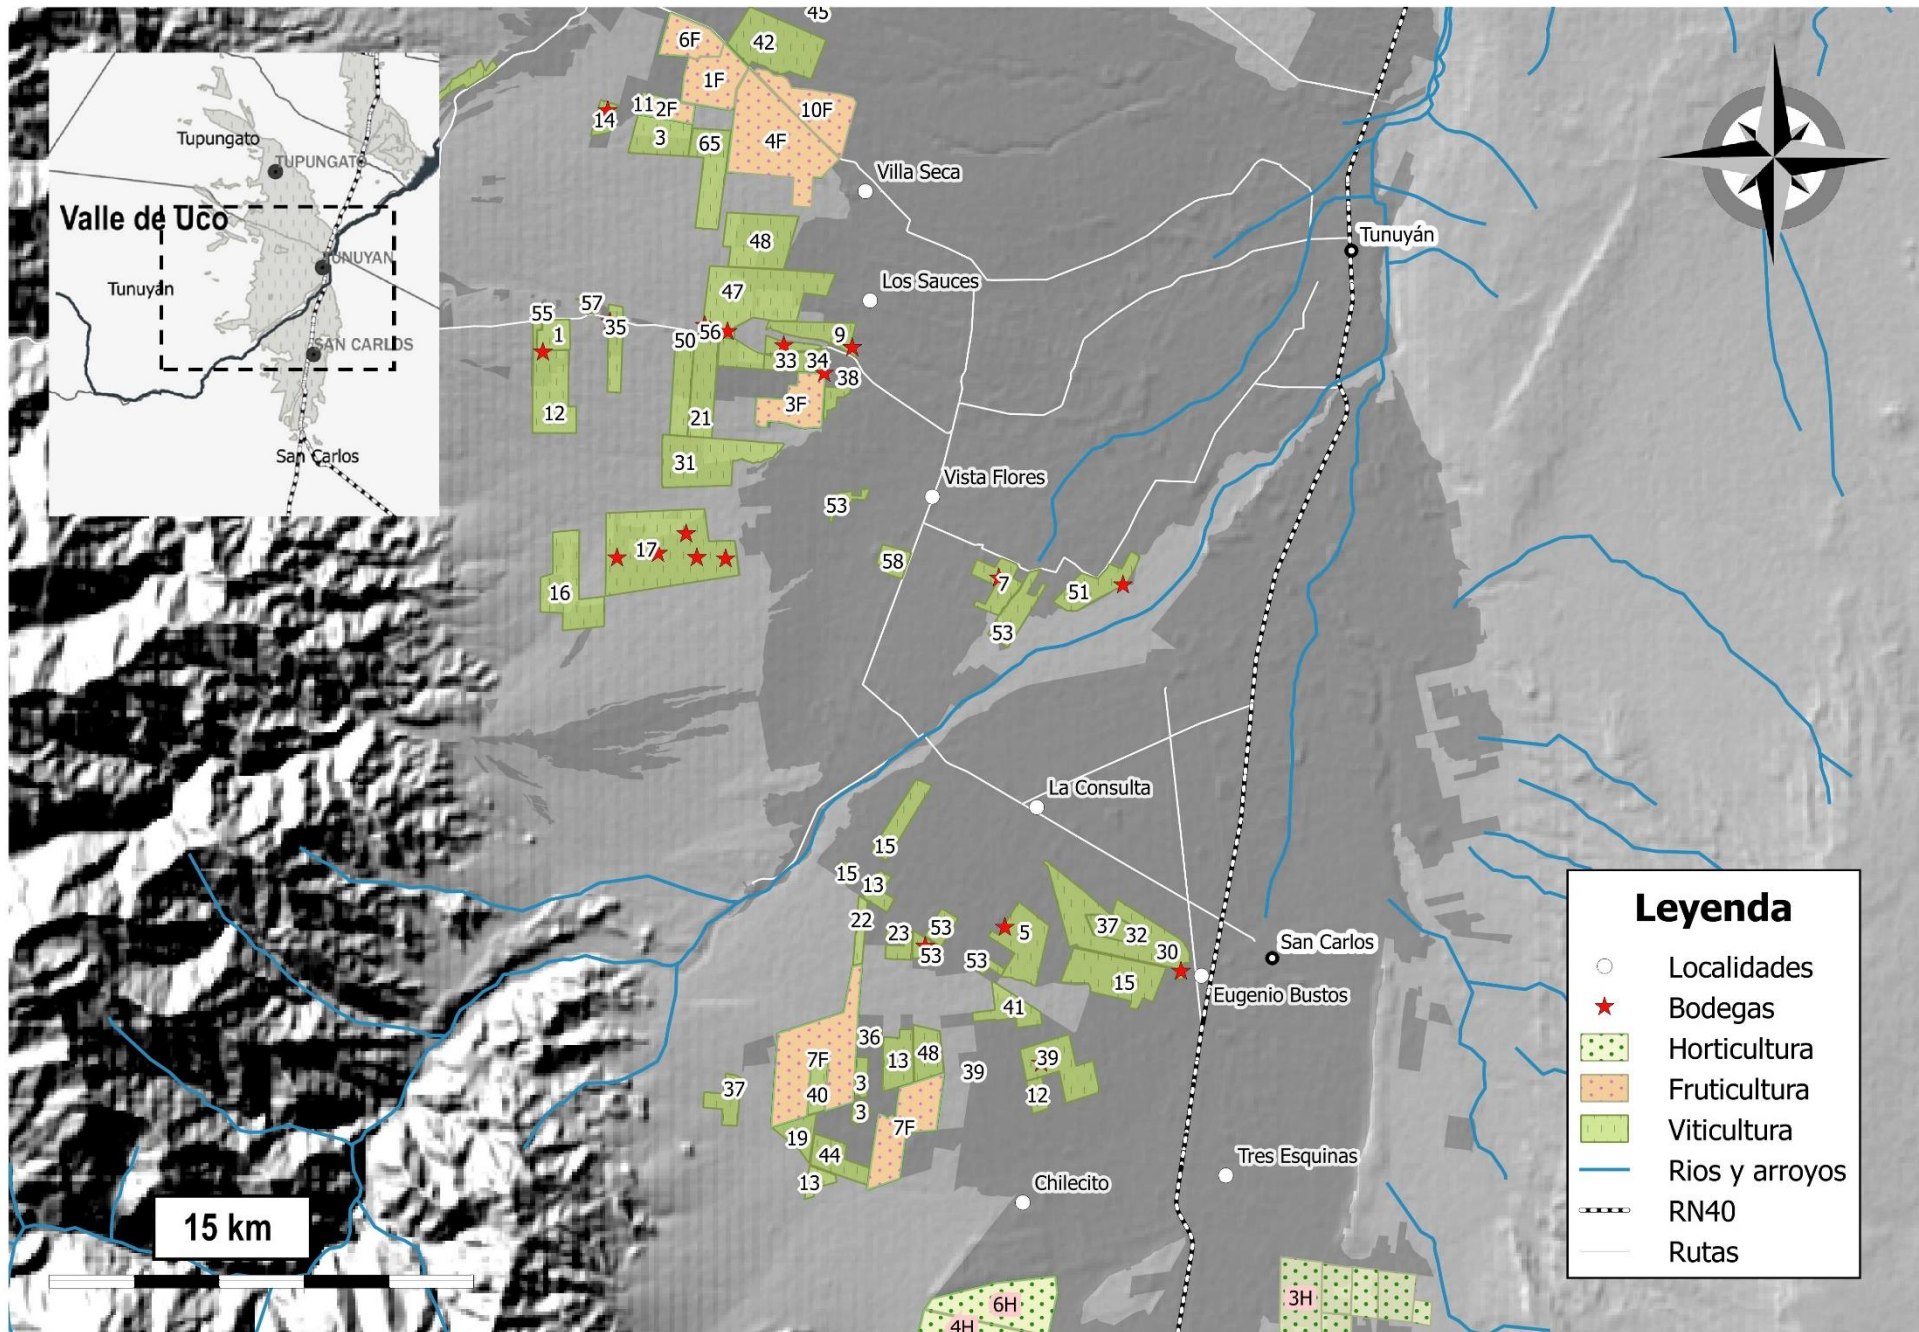 45
6F
42
1F
10F
11
2F
14
3
65
4F
Villa Seca
Tupungato
TUPUNGATO
Valle de Uco
TUNUYAN
Tunuyán
SAN CARLOS
San Carlos
Tunuyán
48
Los Sauces
47
57
55
1
35
50
56
9
33
34
38
3F
12
21
31
Vista Flores
53
17
58
16
7
51
53
La Consulta
15
15
13
22
23
53
53
5
53
37
32
30
15
San Carlos
Eugenio Bustos
41
36
7F
13
48
39
39
37
40
3
3
12
7F
19
44
13
Chilecito
Tres Esquinas
6H
4H
3H
15 km
Leyenda
Localidades
Bodegas
Horticultura
Fruticultura
Viticultura
Rios y arroyos
RN40
Rutas